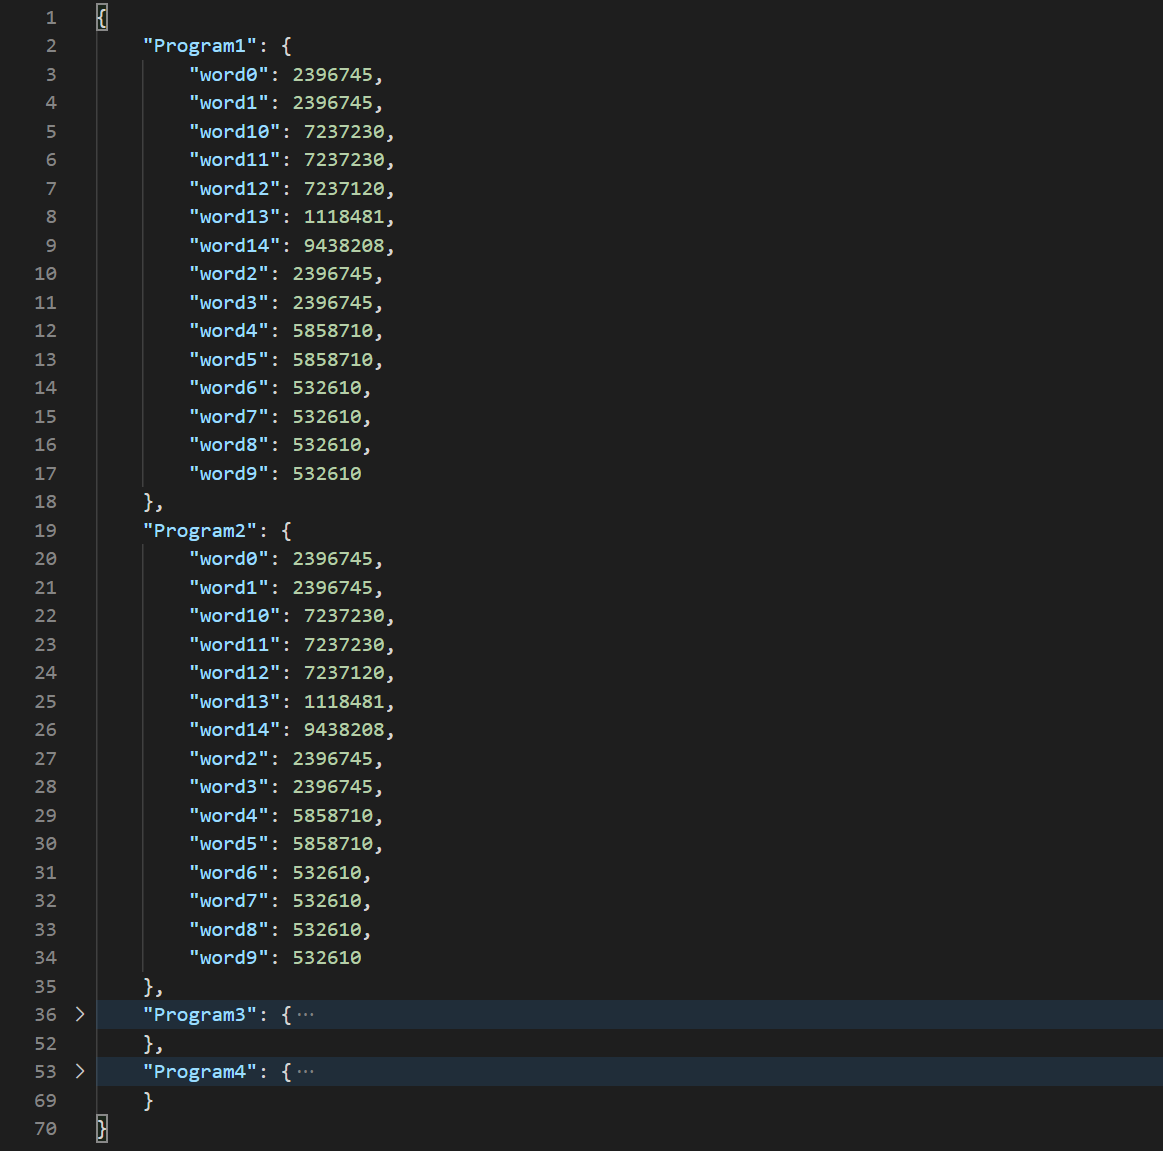 1 {
2 "Program1": {
3 "word0": 2396745,
4 "word1": 2396745,
5 "word10": 7237230,
6 "word11": 7237230,
7 "word12": 7237120,
8 "word13": 1118481,
9 "word14": 9438208,
10 "word2": 2396745,
11 "word3": 2396745,
12 "word4": 5858710,
13 "word5": 5858710,
14 "word6": 532610,
15 "word7": 532610,
16 "word8": 532610,
17 "word9": 532610
18 },
19 "Program2": {
20 "word0": 2396745,
21 "word1": 2396745,
22 "word10": 7237230,
23 "word11": 7237230,
24 "word12": 7237120,
25 "word13": 1118481,
26 "word14": 9438208,
27 "word2": 2396745,
28 "word3": 2396745,
29 "word4": 5858710,
30 "word5": 5858710,
31 "word6": 532610,
32 "word7": 532610,
33 "word8": 532610,
34 "word9": 532610
35 },
36 > "Program3": { ···
52 },
53 > "Program4": { ···
69 }
70 }